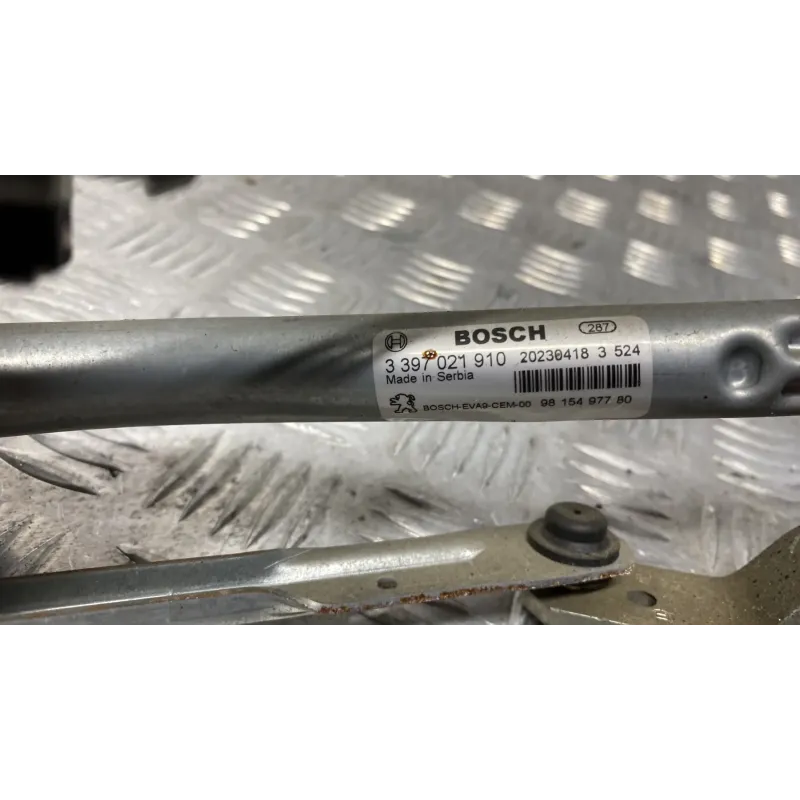 BOSCH 287
3 397 021 910 20230418 3 524
Made in Serbia
BOSCH-EVA9-CEM-00 98 154 977 80